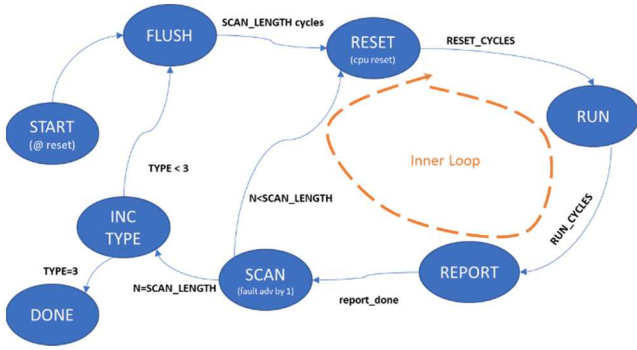 FLUSH
SCAN_LENGTH cycles
RESET
(cpu reset)
RESET_CYCLES
START
(@ reset)
RUN
Inner Loop
TYPE < 3
N<SCAN_LENGTH
INC
TYPE
RUN_CYCLES
TYPE=3
N=SCAN_LENGTH
SCAN
(fault adv by 1)
REPORT
report_done
DONE